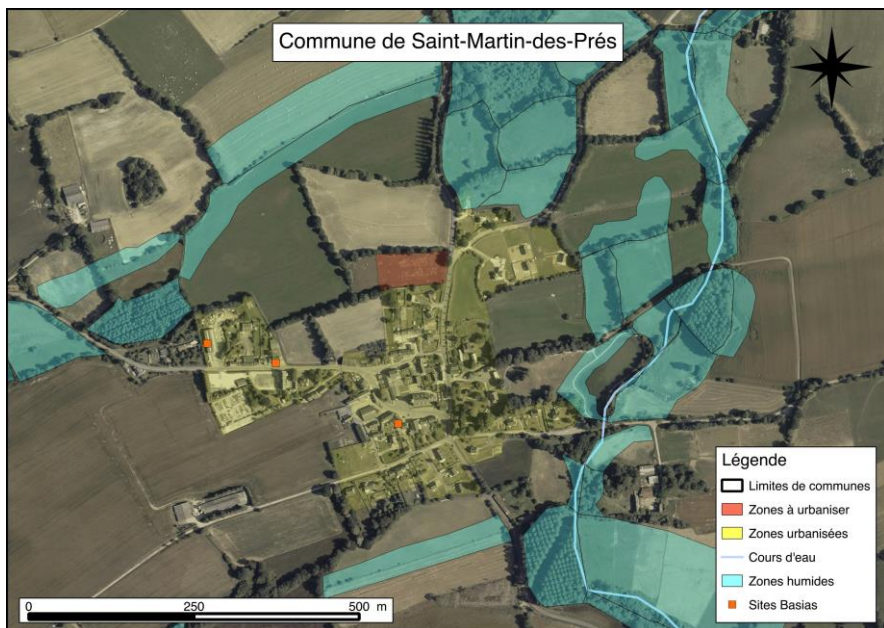 Commune de Saint-Martin-des-Prés
Légende
Limites de communes
Zones à urbaniser
Zones urbanisées
Cours d'eau
Zones humides
Sites Basias
0 250 500 m